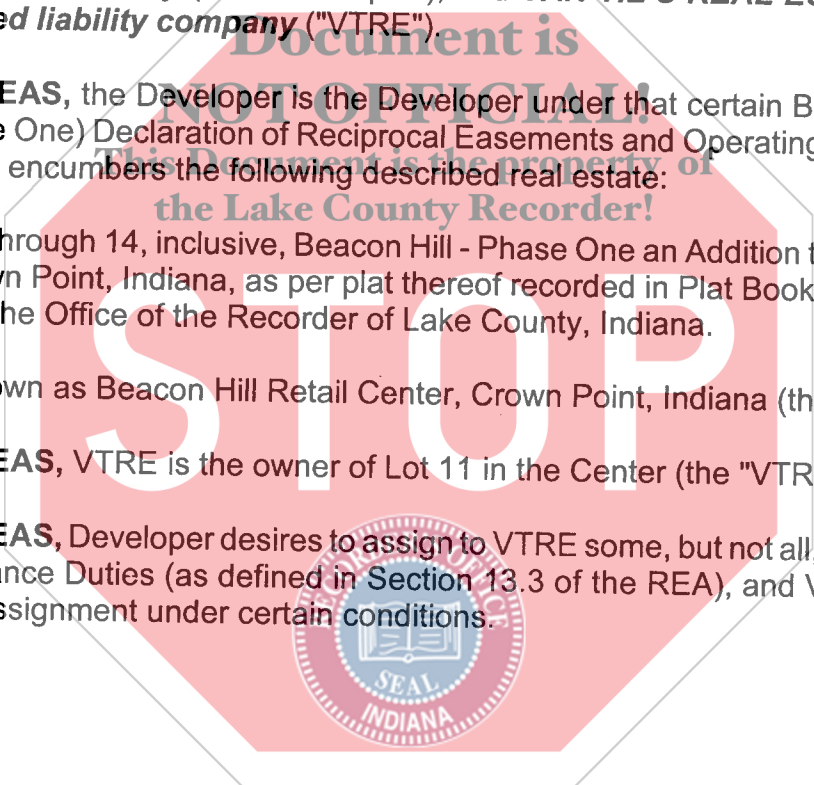 ed liability company ("VTRE").
Document is
EAS, the Developer is the Developer under that certain B
NOT OFFICIAL!
e One) Declaration of Reciprocal Easements and Operating
This Document is the property of
encumbers the following described real estate:
the Lake County Recorder!
hrough 14, inclusive, Beacon Hill - Phase One an Addition t
n Point, Indiana, as per plat thereof recorded in Plat Book
he Office of the Recorder of Lake County, Indiana.
STOP
own as Beacon Hill Retail Center, Crown Point, Indiana (th
EAS, VTRE is the owner of Lot 11 in the Center (the "VTR
EAS, Developer desires to assign to VTRE some, but not all,
ance Duties (as defined in Section 13.3 of the REA), and V
ssignment under certain conditions.
SEAL
INDIANA